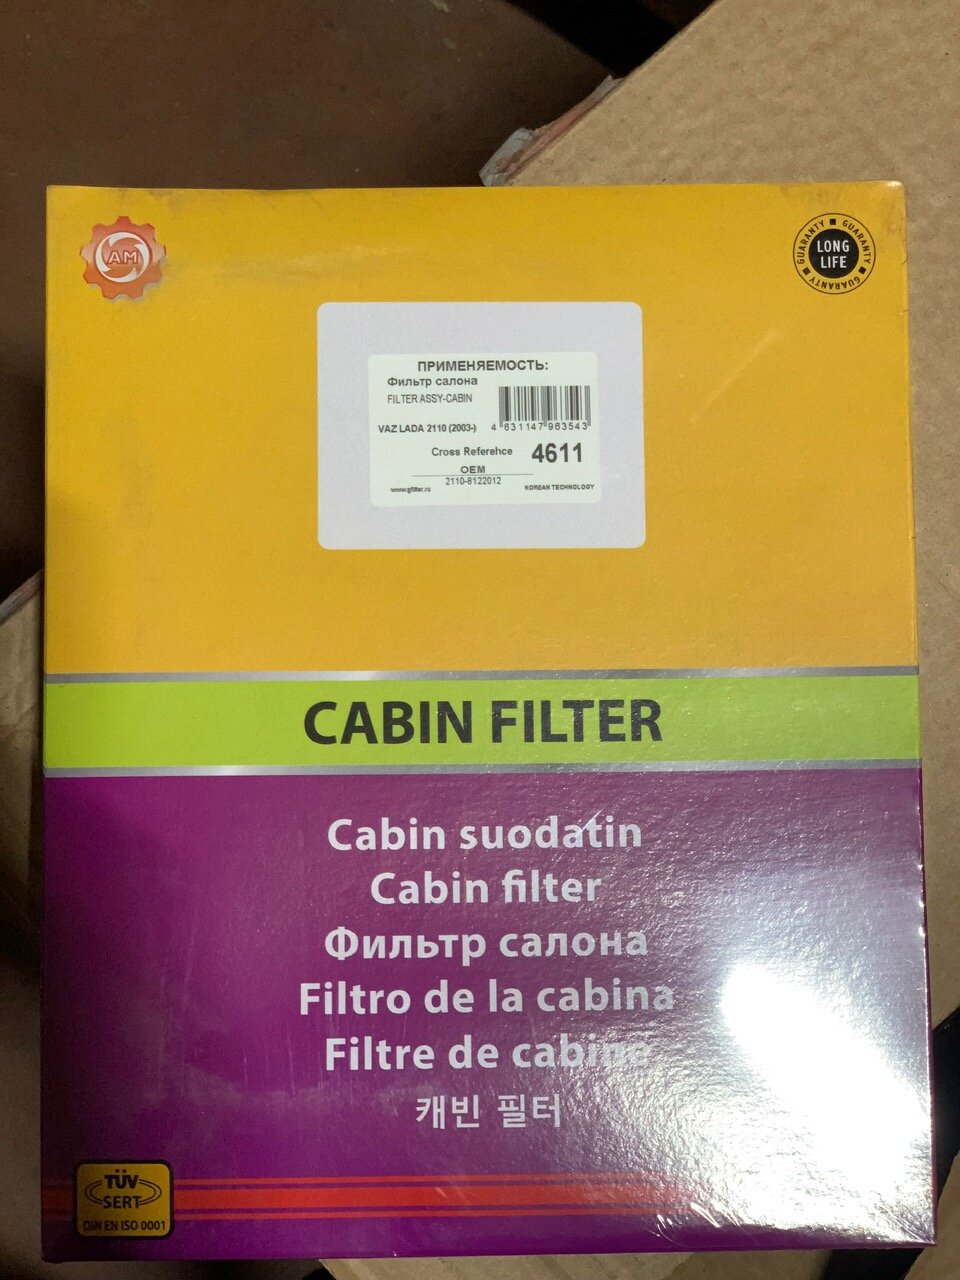 AM
GUARANTY ■ GUARANTY ■ GUARANTY ■
LONG
LIFE
ПРИМЕНЯЕМОСТЬ:
Фильтр салона
FILTER ASSY-CABIN
VAZ LADA 2110 (2003-)
4 631147 963543
Cross Referehce 4611
OEM
2110-8122012
www.gfilter.ru KOREAN TECHNOLOGY
CABIN FILTER
Cabin suodatin
Cabin filter
Фильтр салона
Filtro de la cabina
Filtre de cabine
캐빈 필터
TÜV
SERT
DIN EN ISO 0001